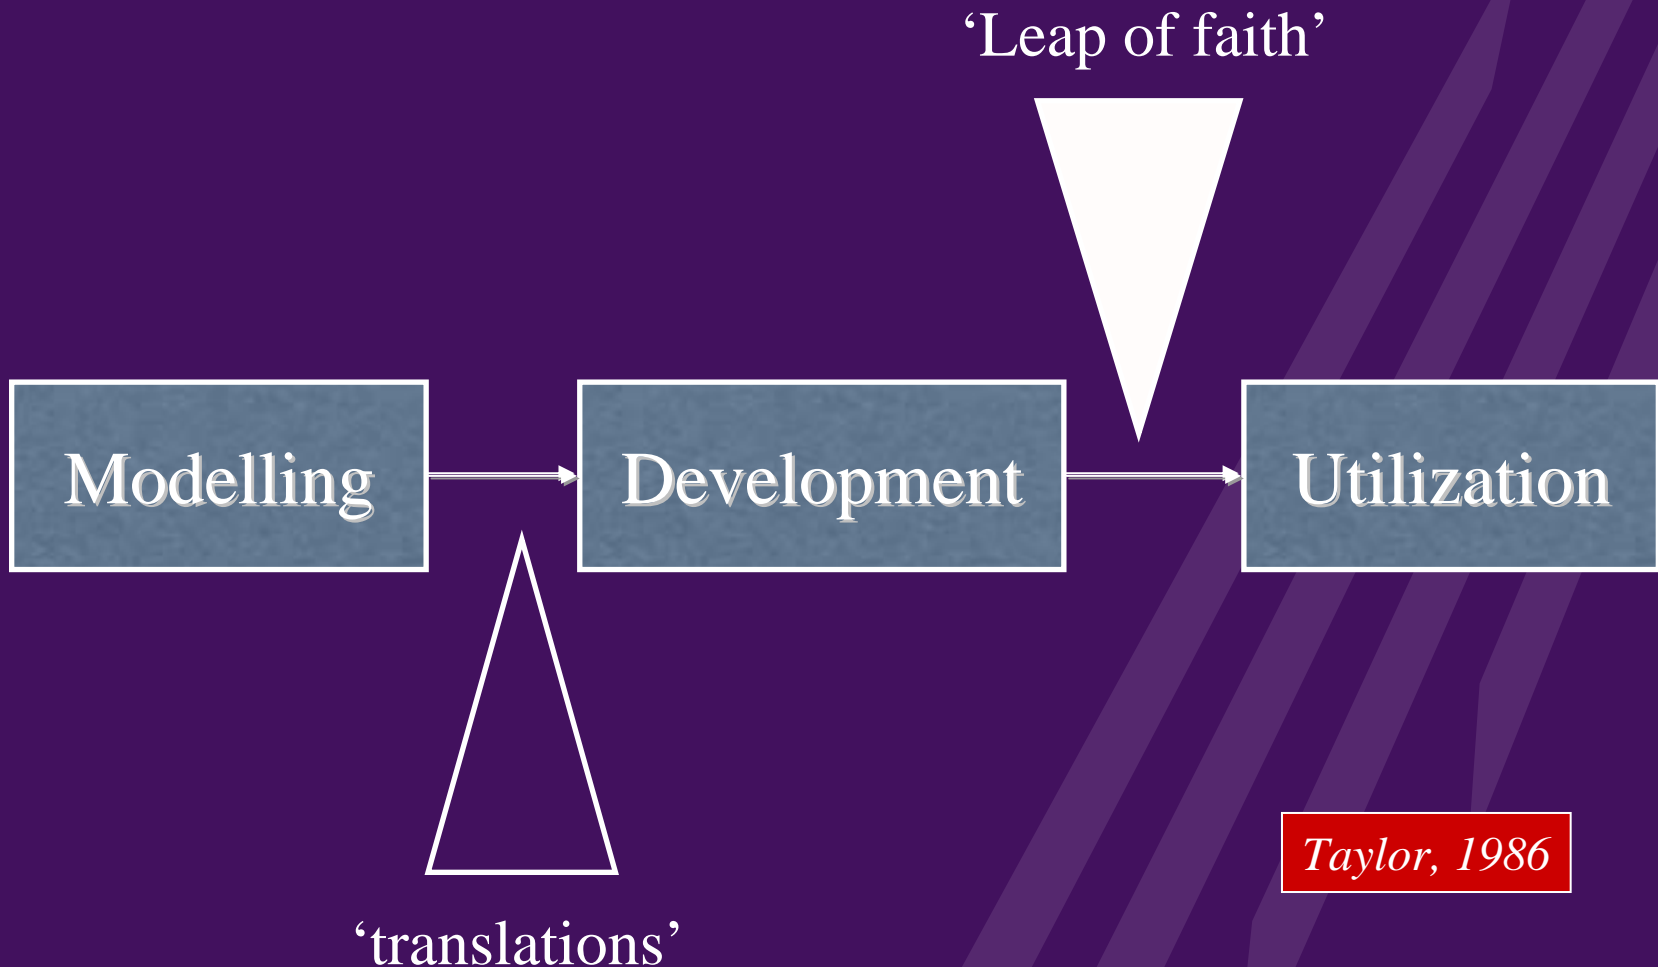 ‘Leap of faith’
Modelling
Development
Utilization
Taylor, 1986
‘translations’